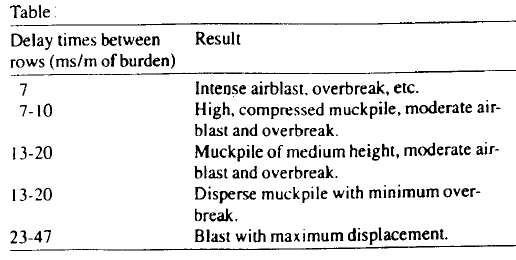 Table
Delay times between Result
rows (ms/m of burden)
7 Intense airblast, overbreak, etc.
7-10 High, compressed muckpile, moderate air-
blast and overbreak.
13-20 Muckpile of medium height, moderate air-
blast and overbreak.
13-20 Disperse muckpile with minimum over-
break.
23-47 Blast with maximum displacement.